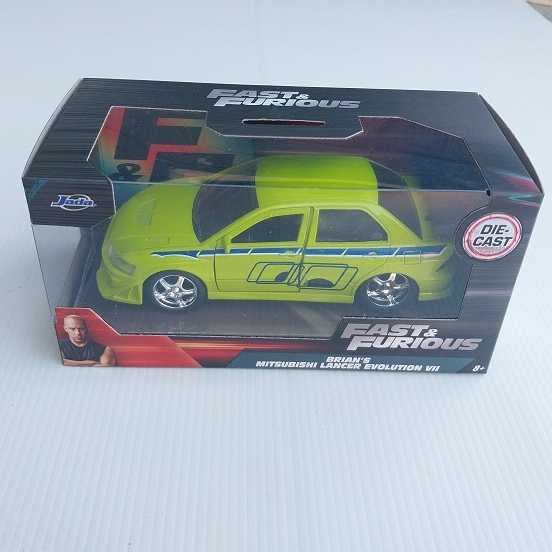 FAST &
FURIOUS
F
& F
Jada
DIE-
CAST
FAST &
FURIOUS
BRIAN'S
MITSUBISHI LANCER EVOLUTION VII
8+